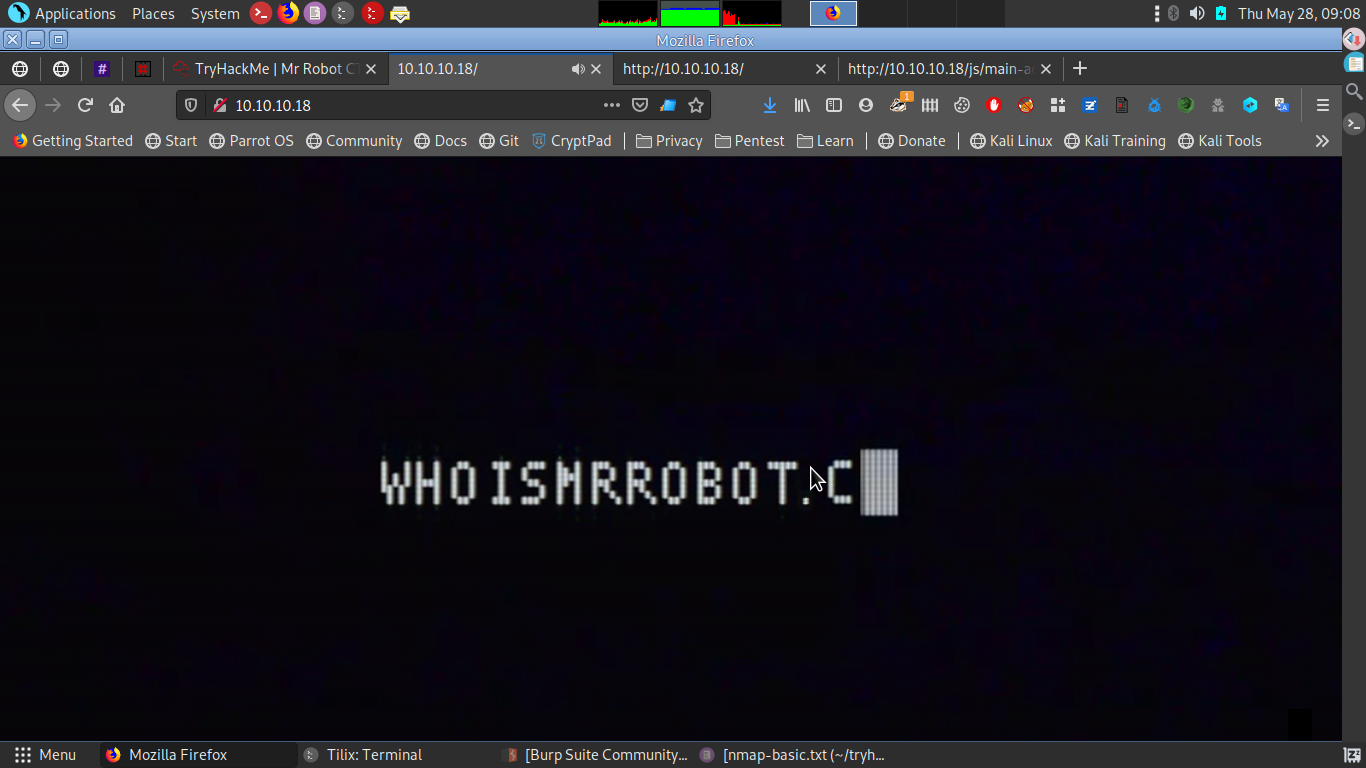 Applications Places System Thu May 28, 09:08
Mozilla Firefox
# TryHackMe | Mr Robot CT 10.10.10.18/ http://10.10.10.18/ http://10.10.10.18/js/main-a
10.10.10.18 1
Getting Started Start Parrot OS Community Docs Git CryptPad Privacy Pentest Learn Donate Kali Linux Kali Training Kali Tools
WHOISMRROBOT.C
Menu Mozilla Firefox Tilix: Terminal [Burp Suite Community... [nmap-basic.txt (~/tryh...